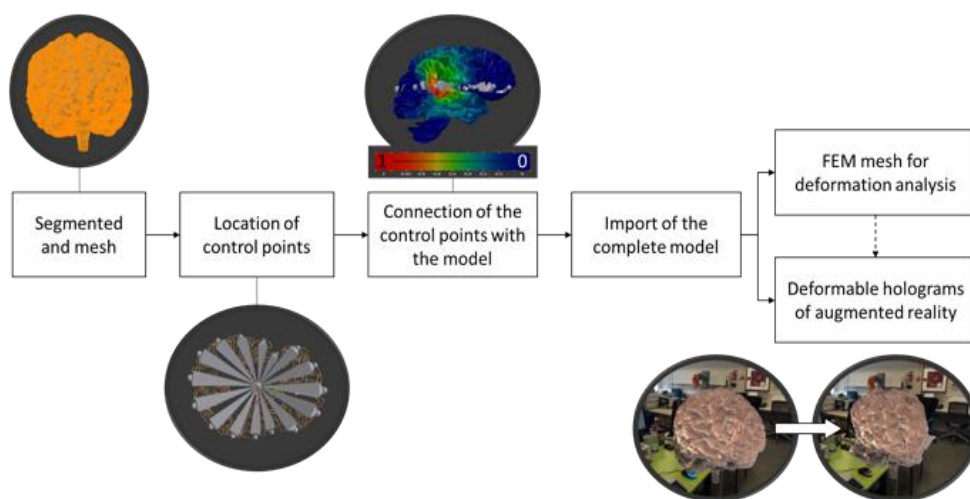 Segmented
and mesh
Location of
control points
1
0
Connection of the
control points with
the model
Import of the
complete model
FEM mesh for
deformation analysis
Deformable holograms
of augmented reality